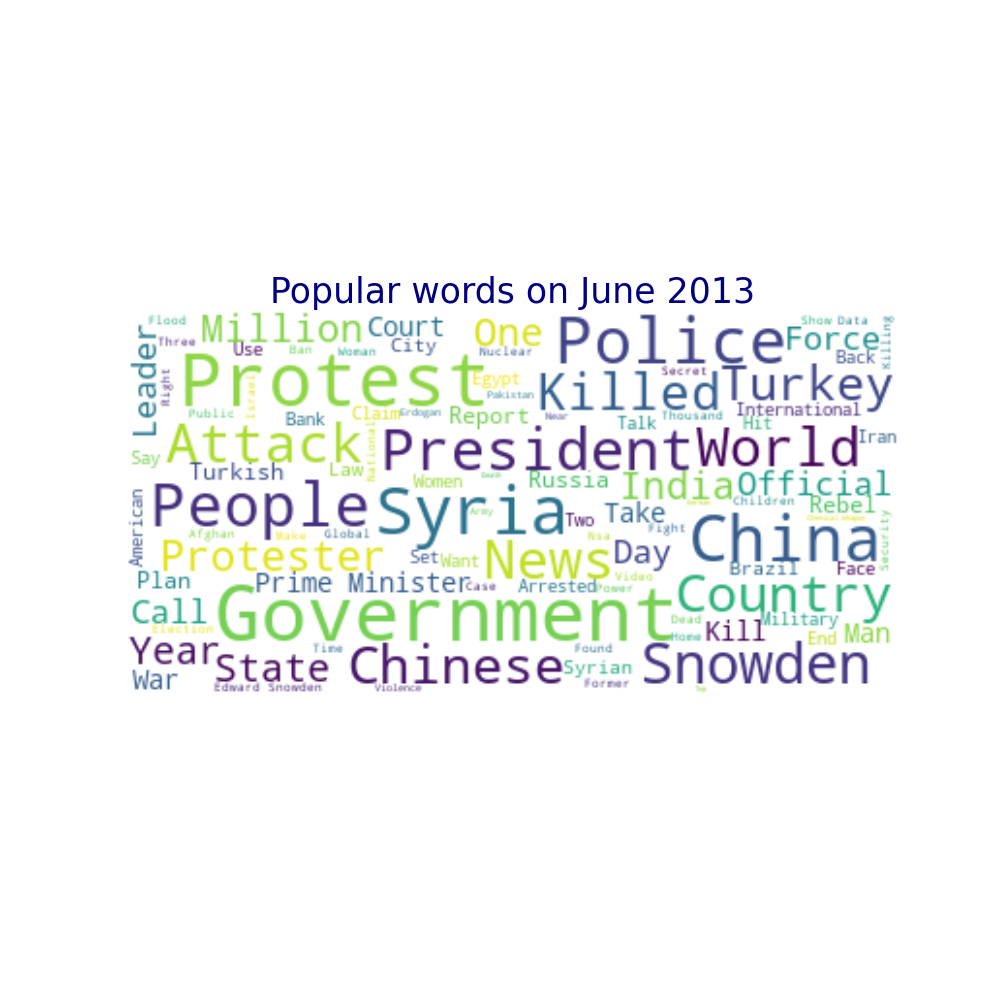 Popular words on June 2013
Flood Million Court One Police Force Show Data Killing
Leader Three Use Ban Woman City Nuclear Back
Right Protest Israel Egypt Pakistan Killed Secret Turkey
Public Bank Claim Erdogan Report Near Talk Thousand International Hit
Say Attack National President World Iran
Turkish Law Women Death Russia India Official
American People Syria Army Two Take Children Rebel
Afghan Make Global Nsa Fight China Chemical Weapon Security
Protester Set Want News Day Brazil Face
Plan Prime Minister Case Arrested Power Video Country
Call Government Dead Military
Election Home Kill End Man
Year State Time Chinese Found Syrian Snowden
War Edward Snowden Violence Former Top